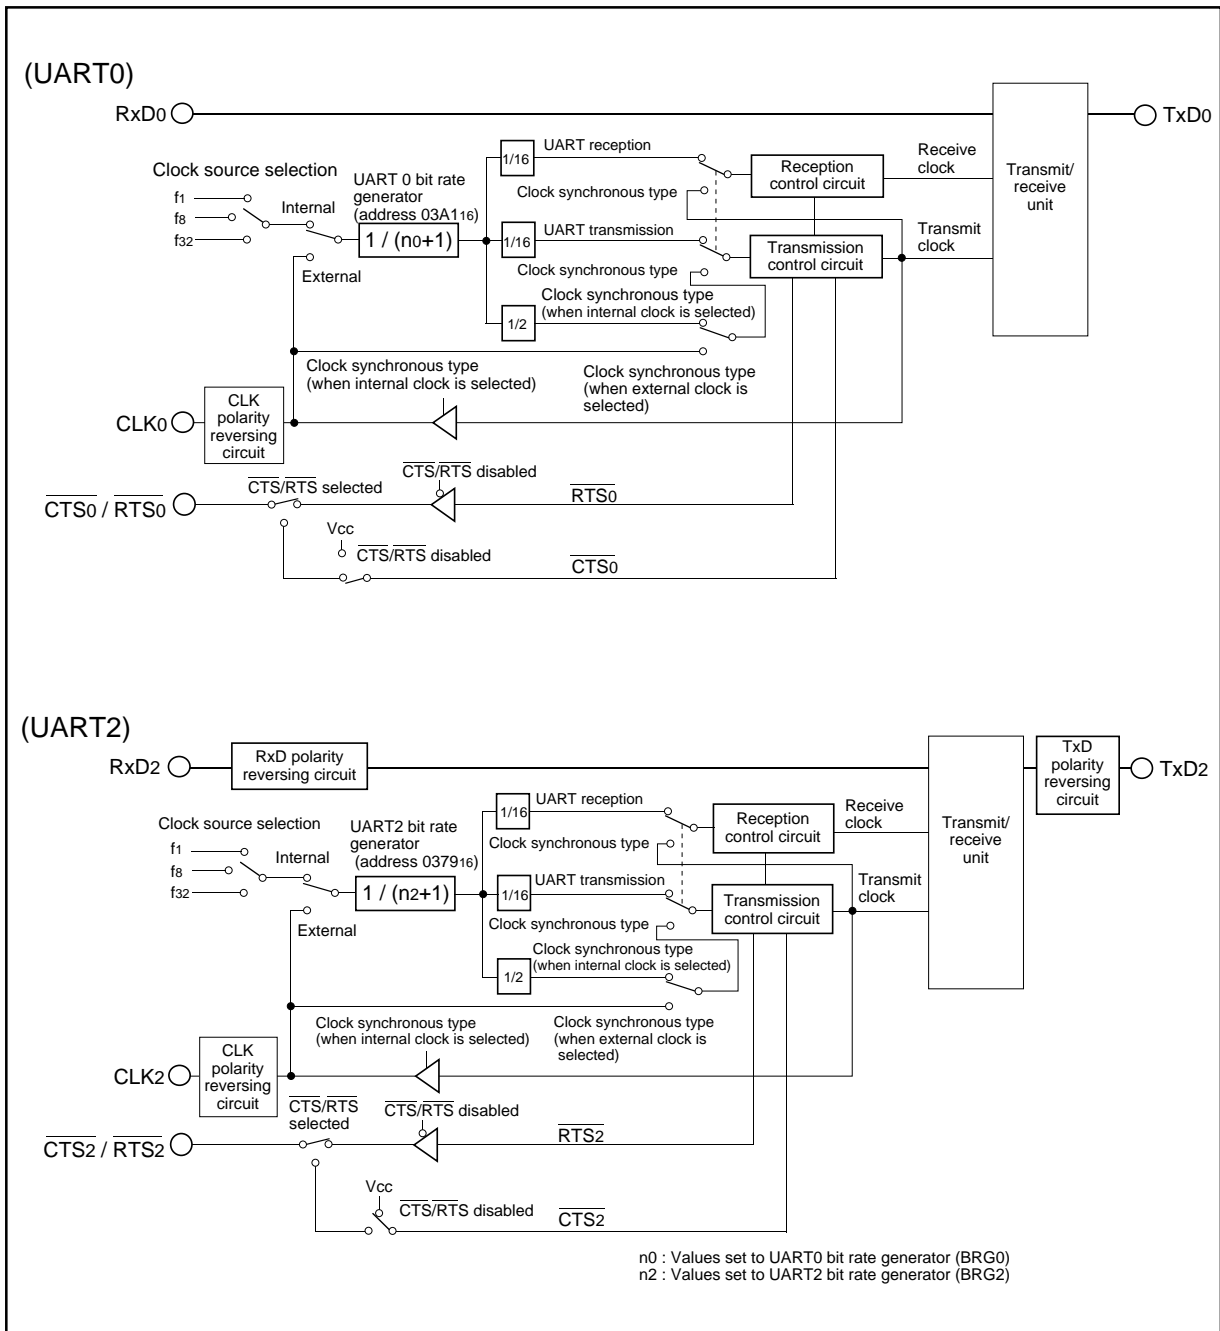 (UART0)
RxD0
TxD0
Clock source selection
f1
f8
f32
Internal
External
UART 0 bit rate
generator
(address 03A116)
1 / (n0+1)
1/16
UART reception
Clock synchronous type
1/16
UART transmission
Clock synchronous type
1/2
Clock synchronous type
(when internal clock is selected)
Reception
control circuit
Transmission
control circuit
Receive
clock
Transmit
clock
Transmit/
receive
unit
Clock synchronous type
(when internal clock is selected)
Clock synchronous type
(when external clock is
selected)
CLK0
CLK
polarity
reversing
circuit
CTS0 / RTS0
CTS/RTS selected
CTS/RTS disabled
RTS0
Vcc
CTS/RTS disabled
CTS0
(UART2)
RxD2
RxD polarity
reversing circuit
TxD
polarity
reversing
circuit
TxD2
Clock source selection
f1
f8
f32
Internal
External
UART2 bit rate
generator
(address 037916)
1 / (n2+1)
1/16
UART reception
Clock synchronous type
1/16
UART transmission
Clock synchronous type
1/2
Clock synchronous type
(when internal clock is selected)
Reception
control circuit
Transmission
control circuit
Receive
clock
Transmit
clock
Transmit/
receive
unit
Clock synchronous type
(when internal clock is selected)
Clock synchronous type
(when external clock is
selected)
CLK2
CLK
polarity
reversing
circuit
CTS2 / RTS2
CTS/RTS
selected
CTS/RTS disabled
RTS2
Vcc
CTS/RTS disabled
CTS2
n0 : Values set to UART0 bit rate generator (BRG0)
n2 : Values set to UART2 bit rate generator (BRG2)